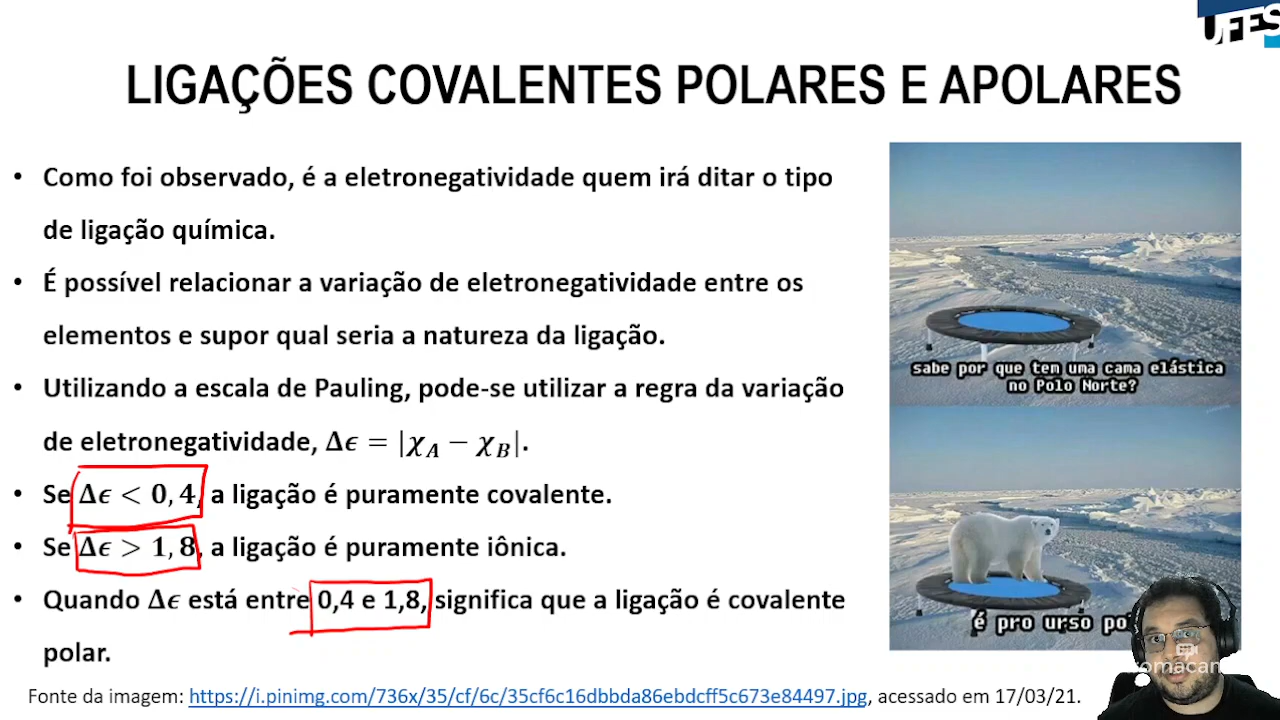 UFES
LIGAÇÕES COVALENTES POLARES E APOLARES
• Como foi observado, é a eletronegatividade quem irá ditar o tipo
de ligação química.
• É possível relacionar a variação de eletronegatividade entre os
elementos e supor qual seria a natureza da ligação.
• Utilizando a escala de Pauling, pode-se utilizar a regra da variação
de eletronegatividade, Δϵ = |χA − χB|.
• Se Δϵ < 0, 4, a ligação é puramente covalente.
• Se Δϵ > 1, 8, a ligação é puramente iônica.
• Quando Δϵ está entre 0,4 e 1,8, significa que a ligação é covalente
polar.
sabe por que tem uma cama elástica
no Polo Norte?
é pro urso
Fonte da imagem: https://i.pinimg.com/736x/35/cf/6c/35cf6c16dbbda86ebdcff5c673e84497.jpg, acessado em 17/03/21.